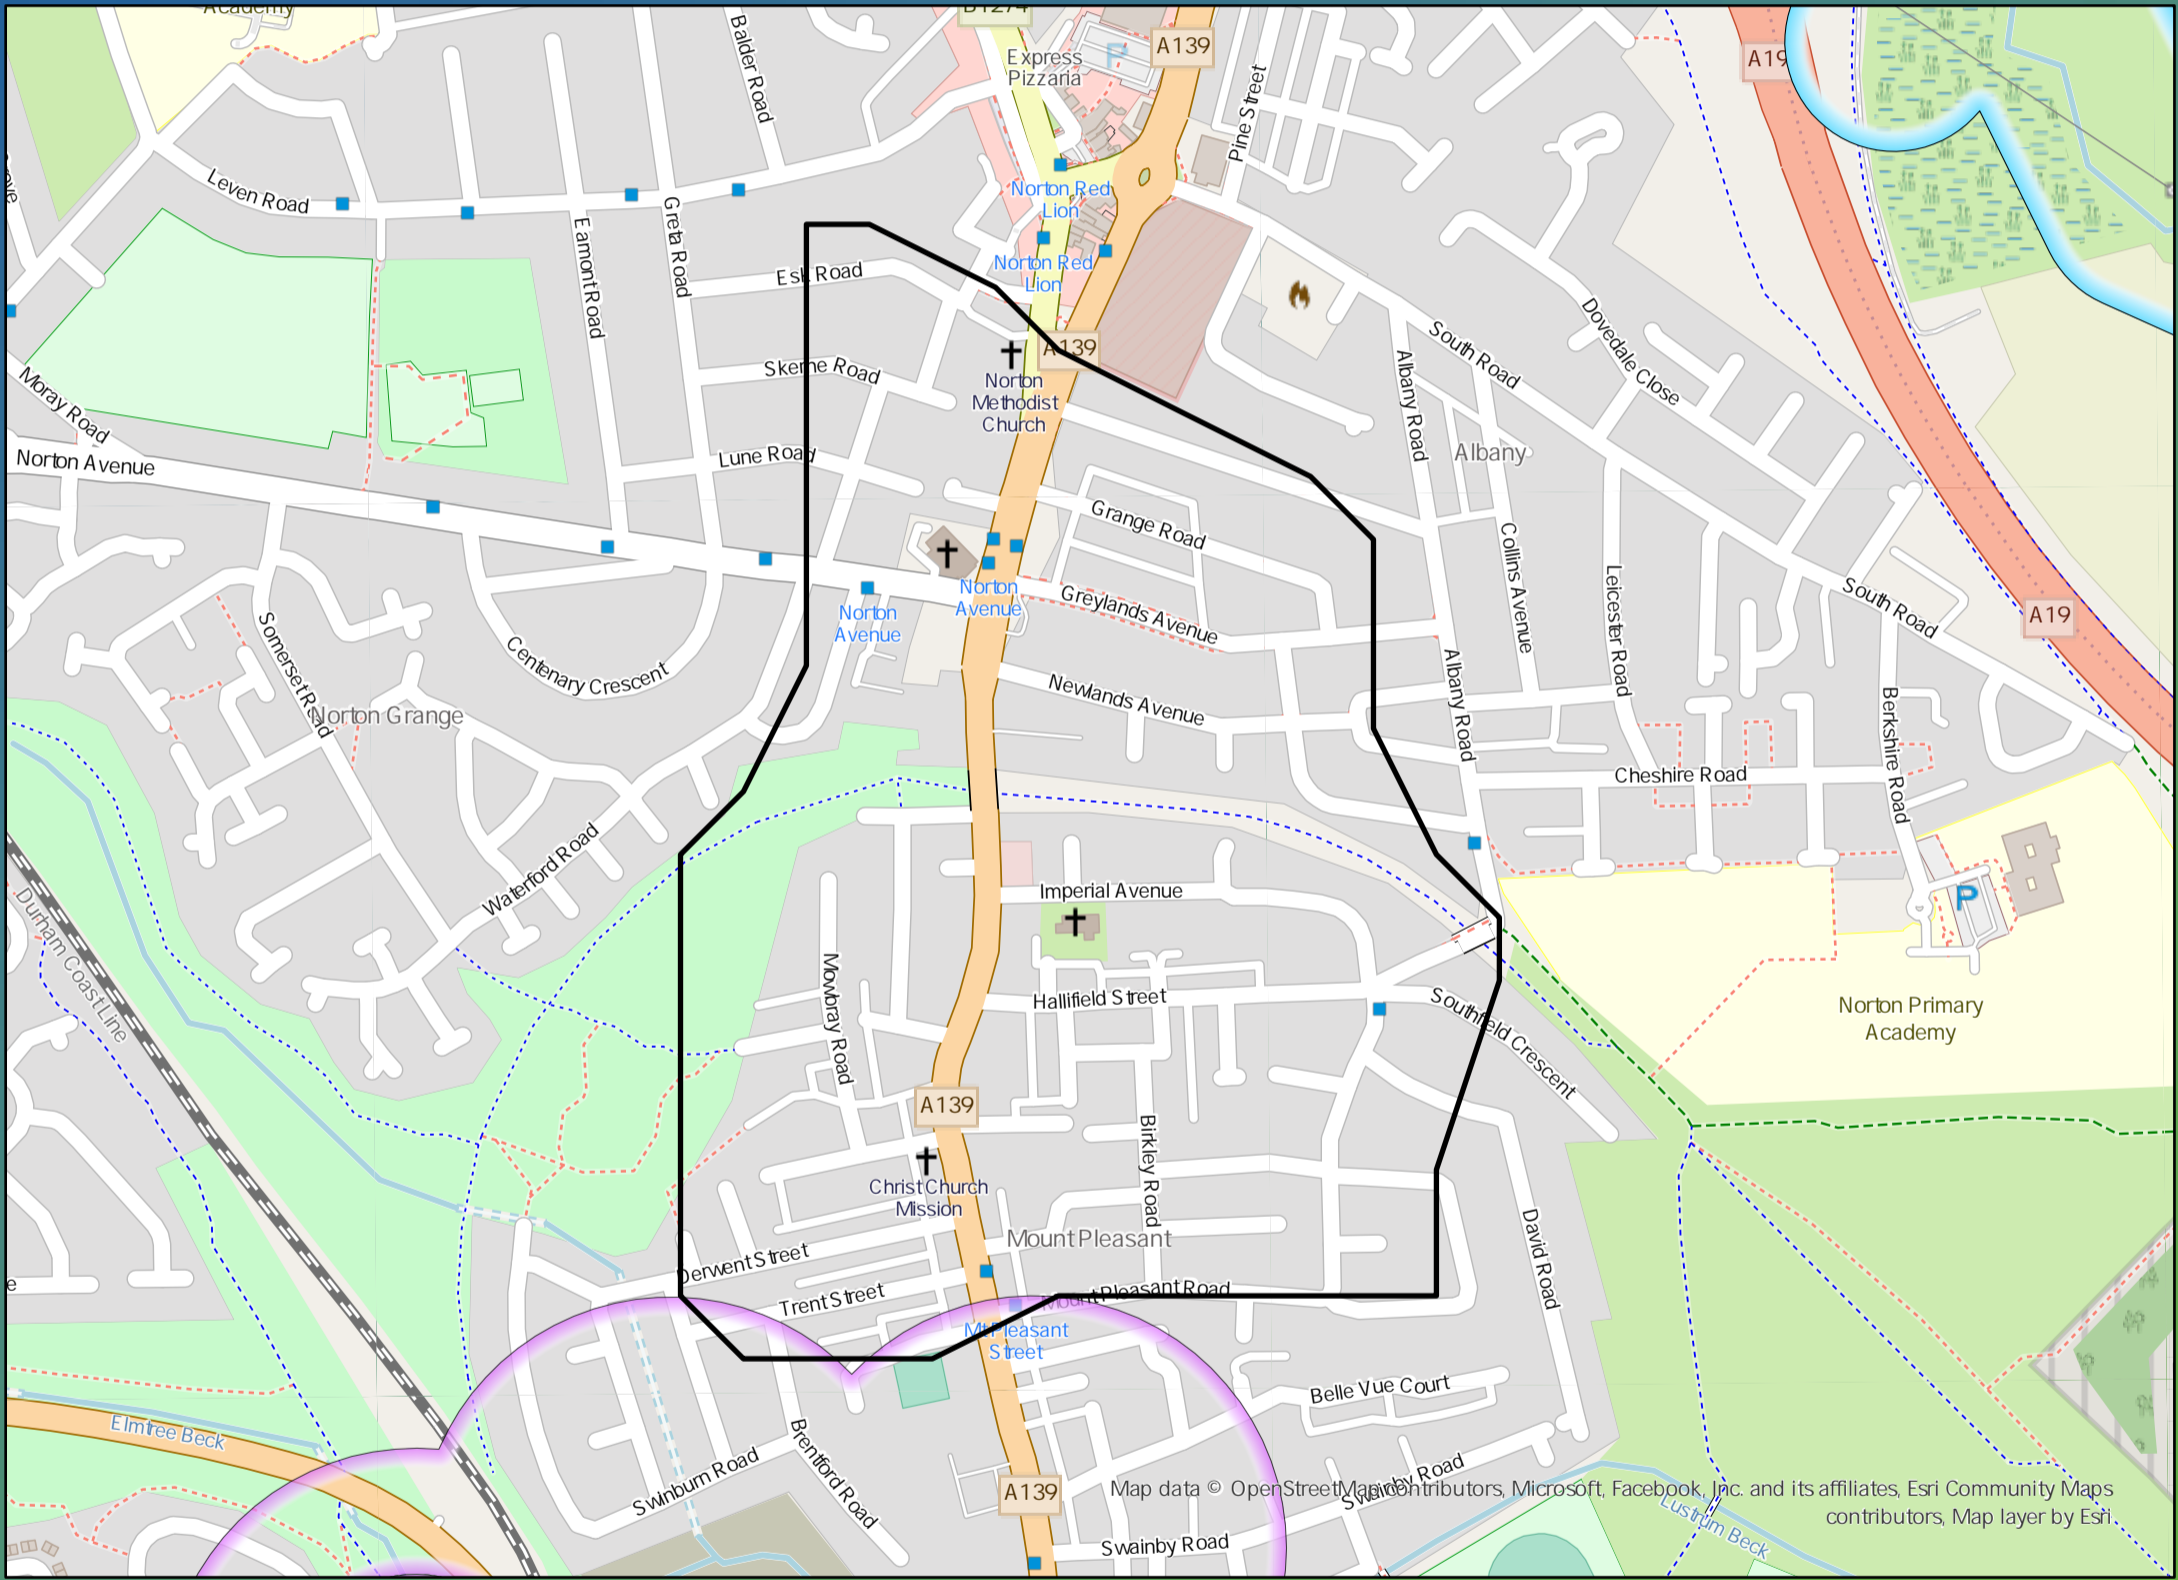 Academy
B1274
Balder Road
Express
Pizzaria
P
A139
A19
Pine Street
Leven Road
Norton Red
Lion
Greta Road
Eamont Road
Norton Red
Lion
Esk Road
Dovedale Close
South Road
A139
Albany Road
Skerne Road
Norton
Methodist
Church
Moray Road
Norton Avenue
Lune Road
Albany
Grange Road
Collins Avenue
Leicester Road
Norton
Avenue
Norton
Avenue
Greylands Avenue
South Road
A19
Somerset Road
Centenary Crescent
Albany Road
Newlands Avenue
Norton Grange
Berkshire Road
Cheshire Road
Waterford Road
Imperial Avenue
P
Durham Coast Line
Mowbray Road
Hallifield Street
Southfield Crescent
Norton Primary
Academy
A139
Birkley Road
Christ Church
Mission
Mount Pleasant
David Road
Derwent Street
Trent Street
Mount Pleasant Road
Mt Pleasant
Street
Belle Vue Court
Elmtree Beck
Brentford Road
Swinburn Road
A139
Swainby Road
Map data © OpenStreetMap contributors, Microsoft, Facebook, Inc. and its affiliates, Esri Community Maps
contributors, Map layer by Esri
Lustrum Beck
Swainby Road